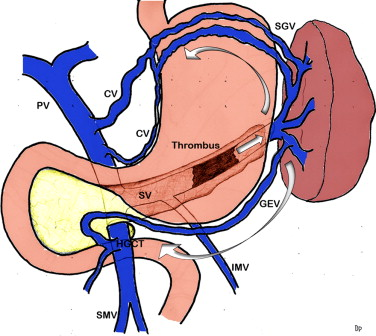 SGV
PV
CV
CV
Thrombus
SV
GEV
HGCT
IMV
SMV
Dp